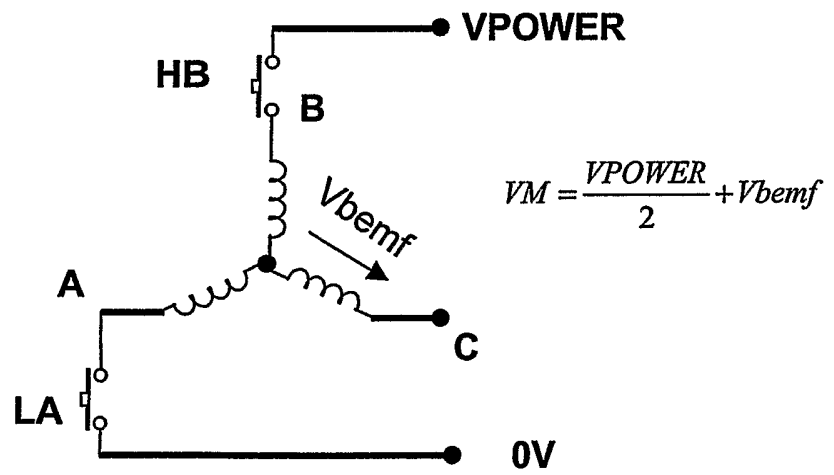 VPOWER
HB
B
Vbemf
VM = VPOWER / 2 + Vbemf
A
C
LA
0V